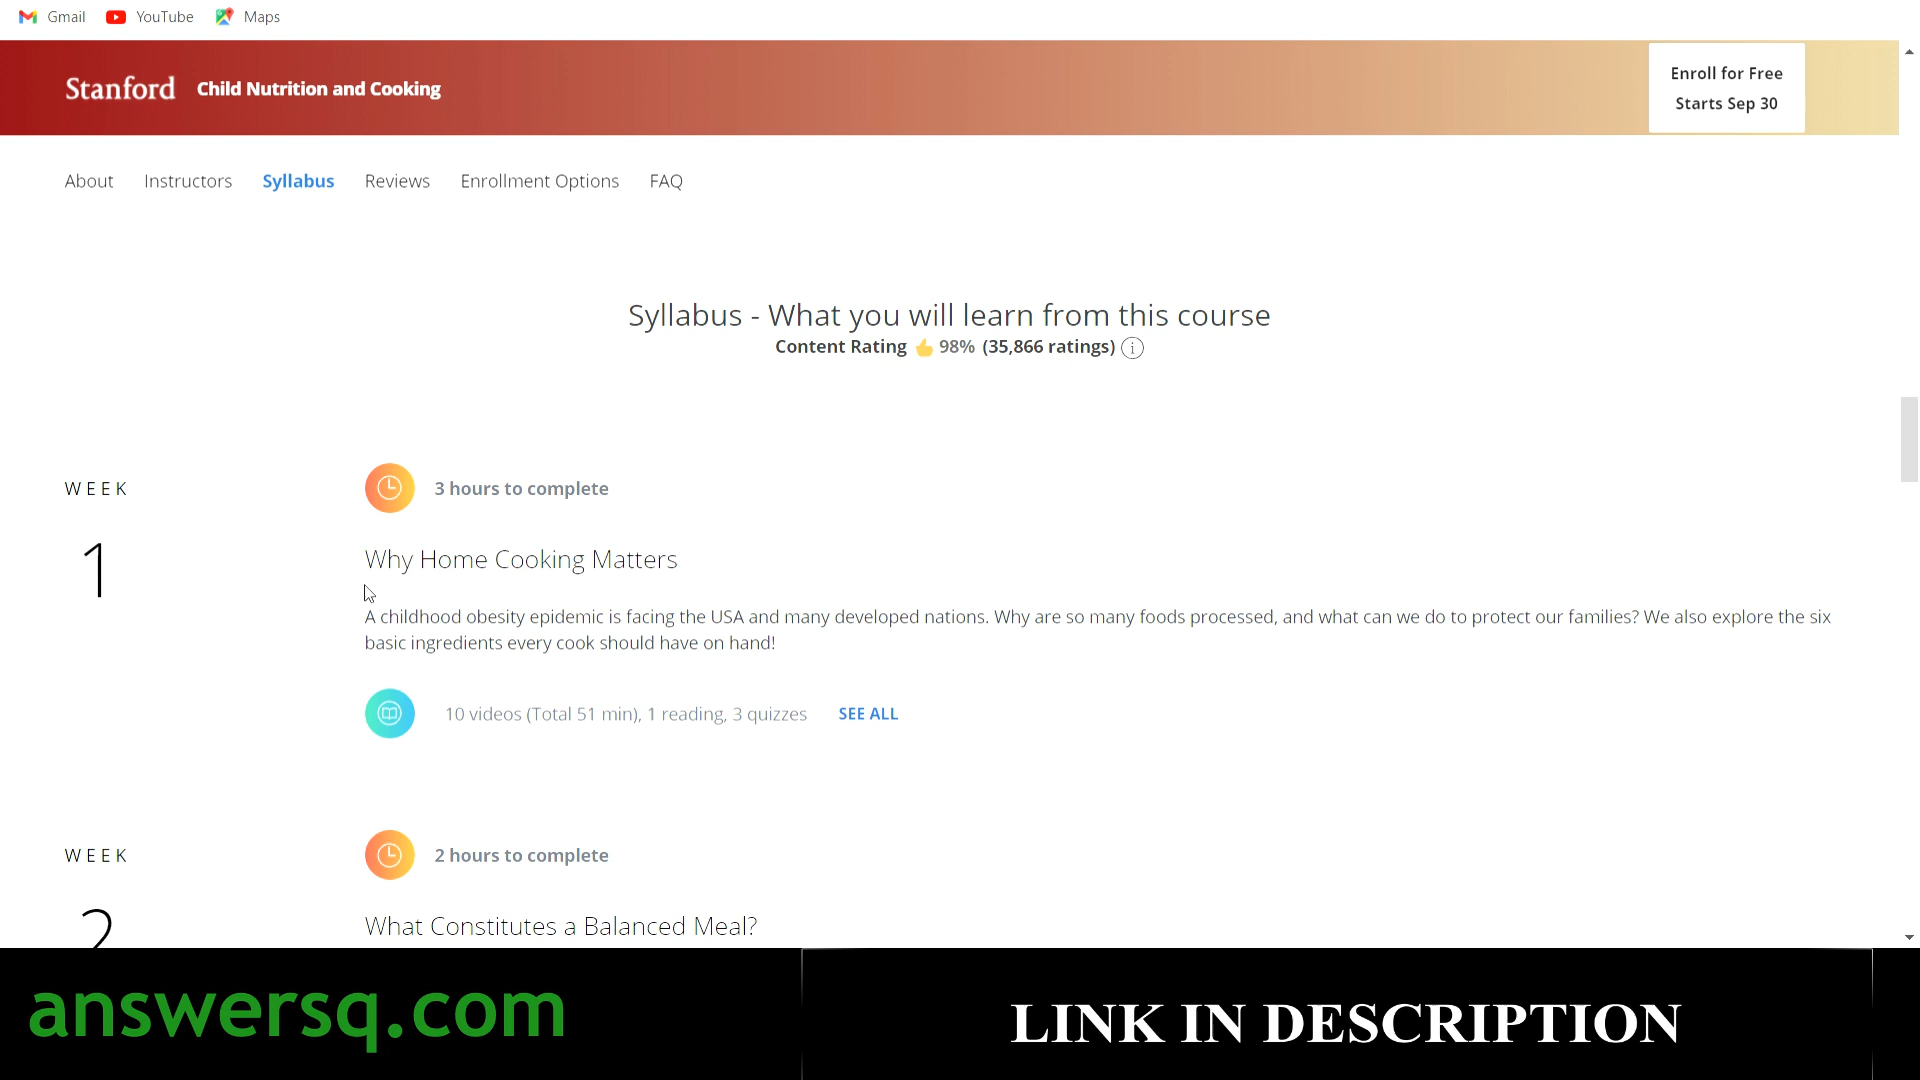 Gmail YouTube Maps
Stanford Child Nutrition and Cooking
Enroll for Free
Starts Sep 30
About Instructors Syllabus Reviews Enrollment Options FAQ
Syllabus - What you will learn from this course
Content Rating 98% (35,866 ratings)
WEEK
1
3 hours to complete
Why Home Cooking Matters
A childhood obesity epidemic is facing the USA and many developed nations. Why are so many foods processed, and what can we do to protect our families? We also explore the six
basic ingredients every cook should have on hand!
10 videos (Total 51 min), 1 reading, 3 quizzes SEE ALL
WEEK
2
2 hours to complete
What Constitutes a Balanced Meal?
answersq.com
LINK IN DESCRIPTION